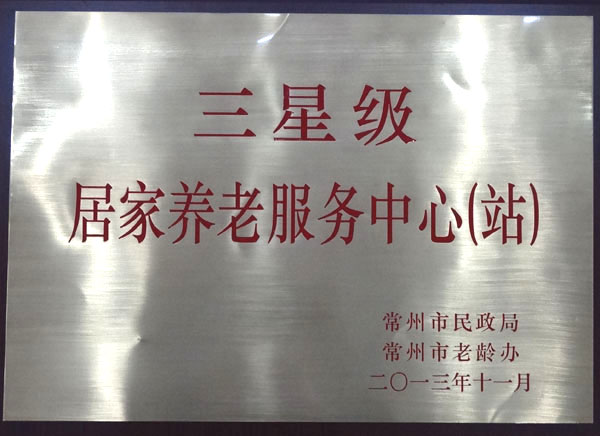 三星级
居家养老服务中心(站)
常州市民政局
常州市老龄办
二〇一三年十一月